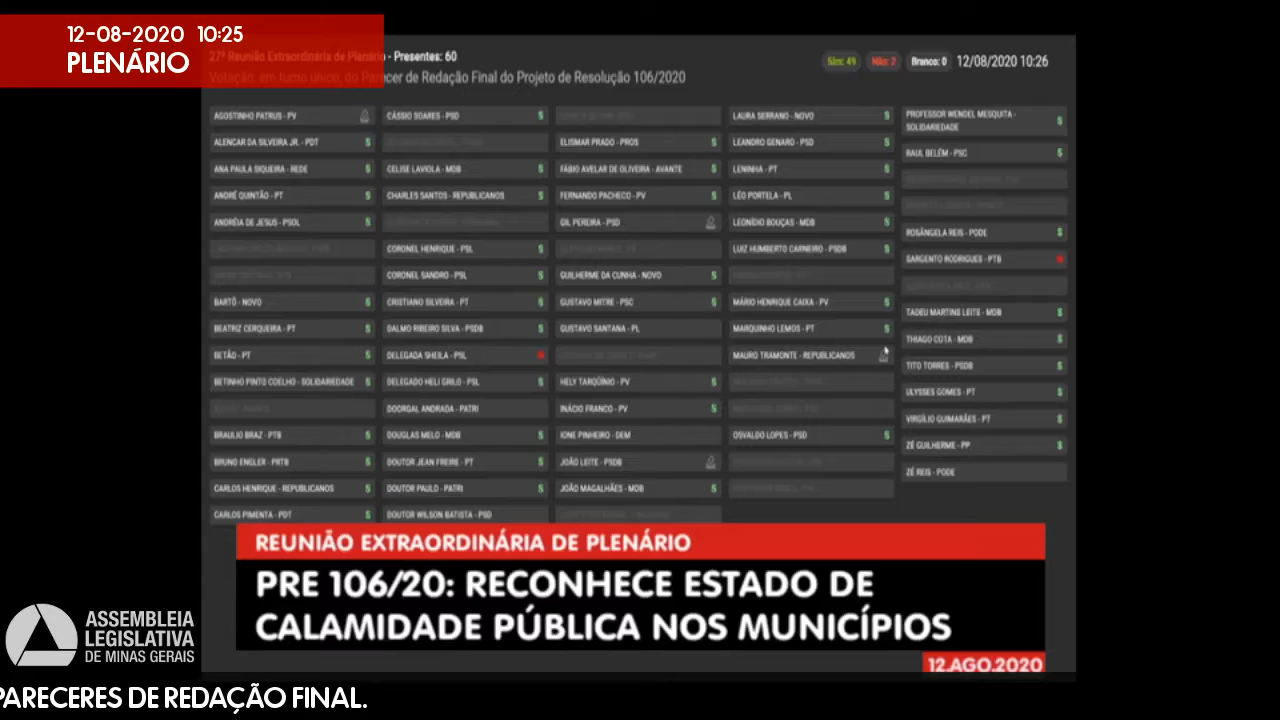 12-08-2020 10:25
PLENÁRIO
27ª Reunião Extraordinária de Plenário - Presentes: 60
Votação, em turno único, do Parecer de Redação Final do Projeto de Resolução 106/2020
Sim: 49 Não: 2 Branco: 0 12/08/2020 10:26
AGOSTINHO PATRUS - PV
ALENCAR DA SILVEIRA JR. - PDT S
ANA PAULA SIQUEIRA - REDE S
ANDRÉ QUINTÃO - PT S
ANDRÉIA DE JESUS - PSOL S
BARTÔ - NOVO S
BEATRIZ CERQUEIRA - PT S
BETÃO - PT S
BETINHO PINTO COELHO - SOLIDARIEDADE S
BRAULIO BRAZ - PTB S
BRUNO ENGLER - PRTB S
CARLOS HENRIQUE - REPUBLICANOS S
CARLOS PIMENTA - PDT S
CÁSSIO SOARES - PSD S
CELISE LAVIOLA - MDB S
CHARLES SANTOS - REPUBLICANOS S
CORONEL HENRIQUE - PSL S
CORONEL SANDRO - PSL S
CRISTIANO SILVEIRA - PT S
DALMO RIBEIRO SILVA - PSDB S
DELEGADA SHEILA - PSL
DELEGADO HELI GRILO - PSL S
DOORGAL ANDRADA - PATRI
DOUGLAS MELO - MDB S
DOUTOR JEAN FREIRE - PT S
DOUTOR PAULO - PATRI S
DOUTOR WILSON BATISTA - PSD
ELISMAR PRADO - PROS S
FÁBIO AVELAR DE OLIVEIRA - AVANTE S
FERNANDO PACHECO - PV S
GIL PEREIRA - PSD
GUILHERME DA CUNHA - NOVO S
GUSTAVO MITRE - PSC S
GUSTAVO SANTANA - PL
HELY TARQÜÍNIO - PV S
INÁCIO FRANCO - PV S
IONE PINHEIRO - DEM
JOÃO LEITE - PSDB
JOÃO MAGALHÃES - MDB S
LAURA SERRANO - NOVO S
LEANDRO GENARO - PSD S
LENINHA - PT S
LÉO PORTELA - PL S
LEONÍDIO BOUÇAS - MDB S
LUIZ HUMBERTO CARNEIRO - PSDB S
MÁRIO HENRIQUE CAIXA - PV S
MARQUINHO LEMOS - PT S
MAURO TRAMONTE - REPUBLICANOS
OSVALDO LOPES - PSD S
PROFESSOR WENDEL MESQUITA -
SOLIDARIEDADE S
RAUL BELÉM - PSC S
ROSÂNGELA REIS - PODE S
SARGENTO RODRIGUES - PTB
TADEU MARTINS LEITE - MDB S
THIAGO COTA - MDB S
TITO TORRES - PSDB S
ULYSSES GOMES - PT S
VIRGÍLIO GUIMARÃES - PT S
ZÉ GUILHERME - PP S
ZÉ REIS - PODE
REUNIÃO EXTRAORDINÁRIA DE PLENÁRIO
PRE 106/20: RECONHECE ESTADO DE
CALAMIDADE PÚBLICA NOS MUNICÍPIOS
12.AGO.2020
ASSEMBLEIA
LEGISLATIVA
DE MINAS GERAIS
PARECERES DE REDAÇÃO FINAL.